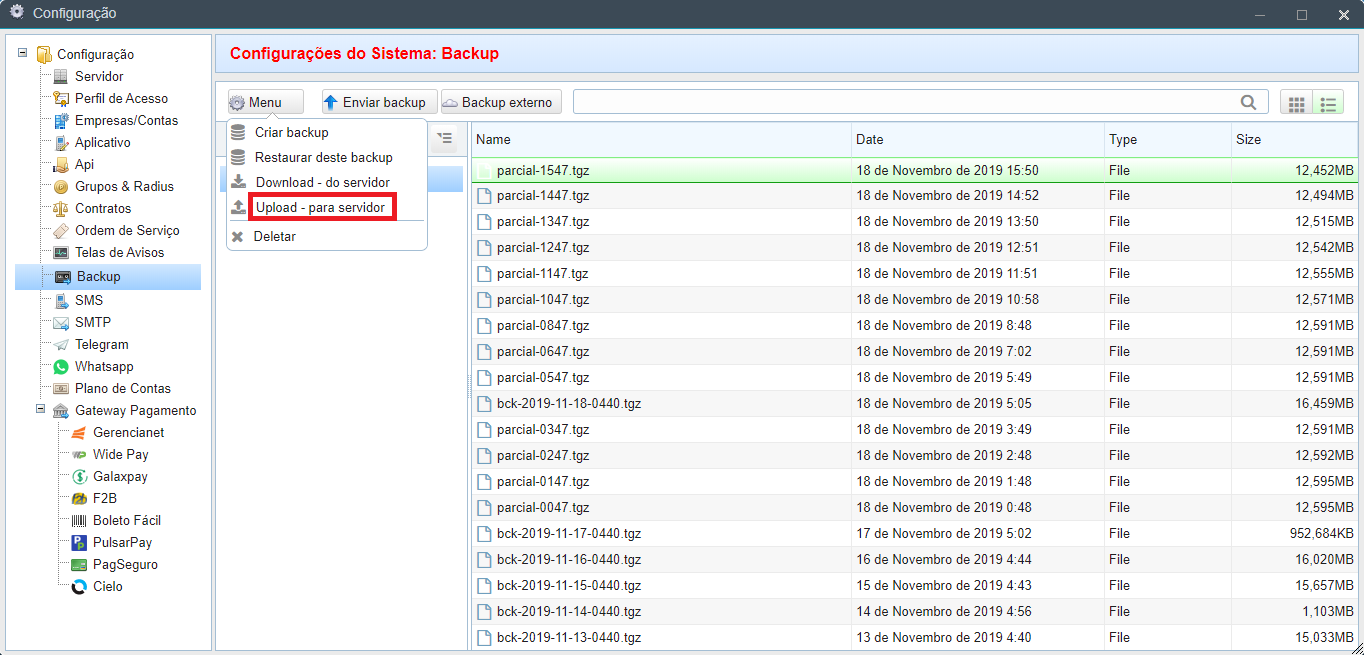 Configuração
Configuração
Servidor
Perfil de Acesso
Empresas/Contas
Aplicativo
Api
Grupos & Radius
Contratos
Ordem de Serviço
Telas de Avisos
Backup
SMS
SMTP
Telegram
Whatsapp
Plano de Contas
Gateway Pagamento
Gerencianet
Wide Pay
Galaxpay
F2B
Boleto Fácil
PulsarPay
PagSeguro
Cielo
Configurações do Sistema: Backup
Menu Enviar backup Backup externo
Criar backup
Restaurar deste backup
Download - do servidor
Upload - para servidor
Deletar
Name Date Type Size
parcial-1547.tgz 18 de Novembro de 2019 15:50 File 12,452MB
parcial-1447.tgz 18 de Novembro de 2019 14:52 File 12,494MB
parcial-1347.tgz 18 de Novembro de 2019 13:50 File 12,515MB
parcial-1247.tgz 18 de Novembro de 2019 12:51 File 12,542MB
parcial-1147.tgz 18 de Novembro de 2019 11:51 File 12,555MB
parcial-1047.tgz 18 de Novembro de 2019 10:58 File 12,571MB
parcial-0847.tgz 18 de Novembro de 2019 8:48 File 12,591MB
parcial-0647.tgz 18 de Novembro de 2019 7:02 File 12,591MB
parcial-0547.tgz 18 de Novembro de 2019 5:49 File 12,591MB
bck-2019-11-18-0440.tgz 18 de Novembro de 2019 5:05 File 16,459MB
parcial-0347.tgz 18 de Novembro de 2019 3:49 File 12,591MB
parcial-0247.tgz 18 de Novembro de 2019 2:48 File 12,592MB
parcial-0147.tgz 18 de Novembro de 2019 1:48 File 12,595MB
parcial-0047.tgz 18 de Novembro de 2019 0:48 File 12,595MB
bck-2019-11-17-0440.tgz 17 de Novembro de 2019 5:02 File 952,684KB
bck-2019-11-16-0440.tgz 16 de Novembro de 2019 4:44 File 16,020MB
bck-2019-11-15-0440.tgz 15 de Novembro de 2019 4:43 File 15,657MB
bck-2019-11-14-0440.tgz 14 de Novembro de 2019 4:56 File 1,103MB
bck-2019-11-13-0440.tgz 13 de Novembro de 2019 4:40 File 15,033MB